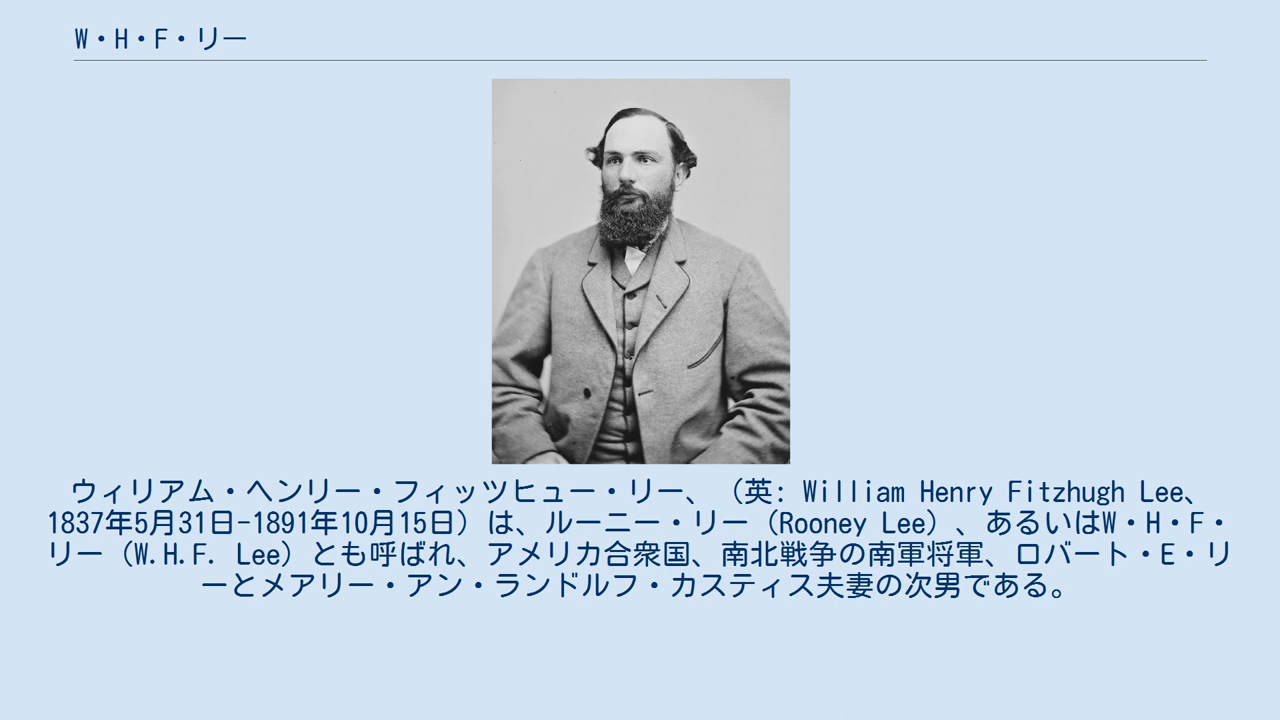 W・H・F・リー
ウィリアム・ヘンリー・フィッツヒュー・リー、（英: William Henry Fitzhugh Lee、
1837年5月31日-1891年10月15日）は、ルーニー・リー（Rooney Lee）、あるいはW・H・F・
リー（W.H.F. Lee）とも呼ばれ、アメリカ合衆国、南北戦争の南軍将軍、ロバート・E・リ
ーとメアリー・アン・ランドルフ・カスティス夫妻の次男である。